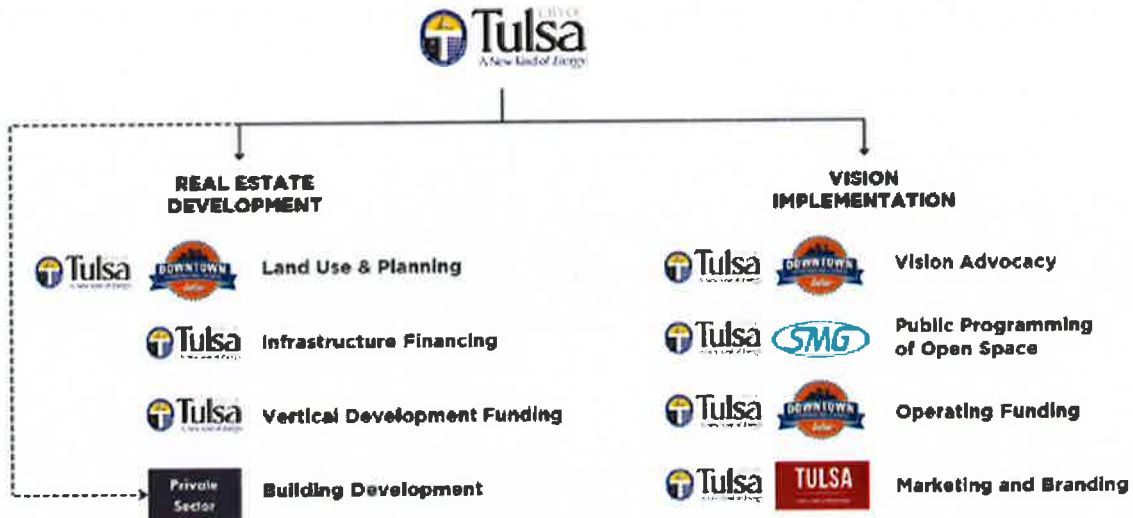 CITY OF
Tulsa
A New Kind of Energy
REAL ESTATE
DEVELOPMENT
VISION
IMPLEMENTATION
Tulsa
DOWNTOWN
Land Use & Planning
Tulsa
DOWNTOWN
Vision Advocacy
Tulsa
Infrastructure Financing
Tulsa
SMG
Public Programming
of Open Space
Tulsa
Vertical Development Funding
Tulsa
DOWNTOWN
Operating Funding
Private
Sector
Building Development
Tulsa
TULSA
Marketing and Branding